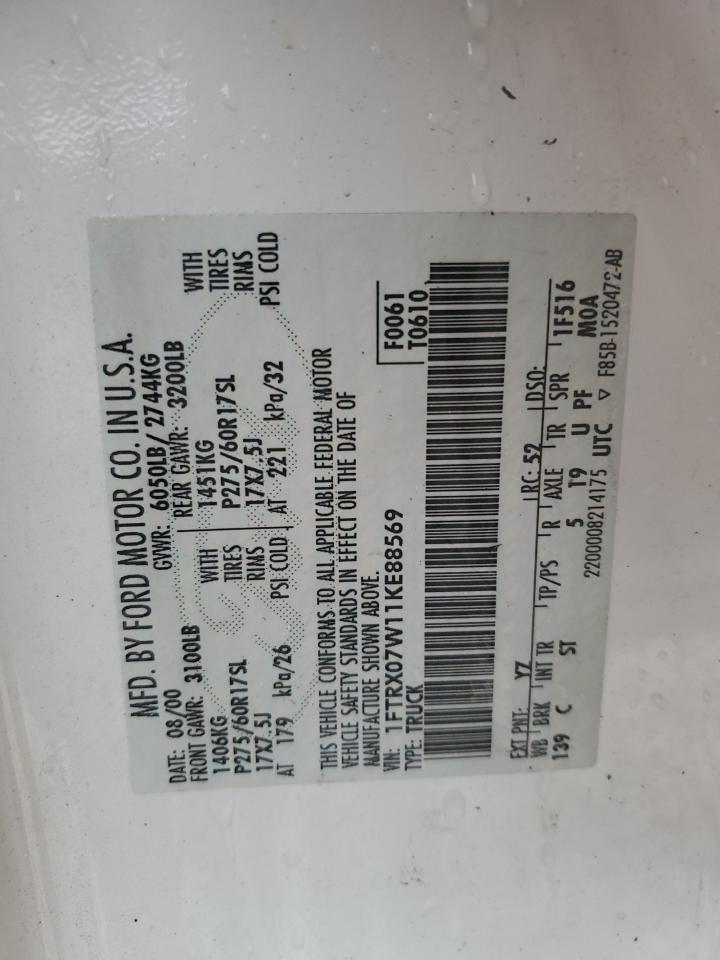 MFD. BY FORD MOTOR CO. IN U.S.A.
DATE: 08/00 GVWR: 6050LB/ 2744KG
FRONT GAWR: 3100LB REAR GAWR: 3200LB
1406KG WITH 1451KG WITH
P275/60R17SL TIRES P275/60R17SL TIRES
17X7.5J RIMS 17X7.5J RIMS
AT 179 kPa/26 PSI COLD AT 221 kPa/32 PSI COLD
THIS VEHICLE CONFORMS TO ALL APPLICABLE FEDERAL MOTOR
VEHICLE SAFETY STANDARDS IN EFFECT ON THE DATE OF
MANUFACTURE SHOWN ABOVE.
VIN: 1FTRX07W11KE88569 F0061
TYPE: TRUCK T0610
EXT PNT: YZ RC: 52 DSO:
WB BRK INT TR TP/PS R AXLE TR SPR 1F516
139 C ST 5 19 U PF M0A
2200008214175 UTC ▽ F85B-1520472-AB